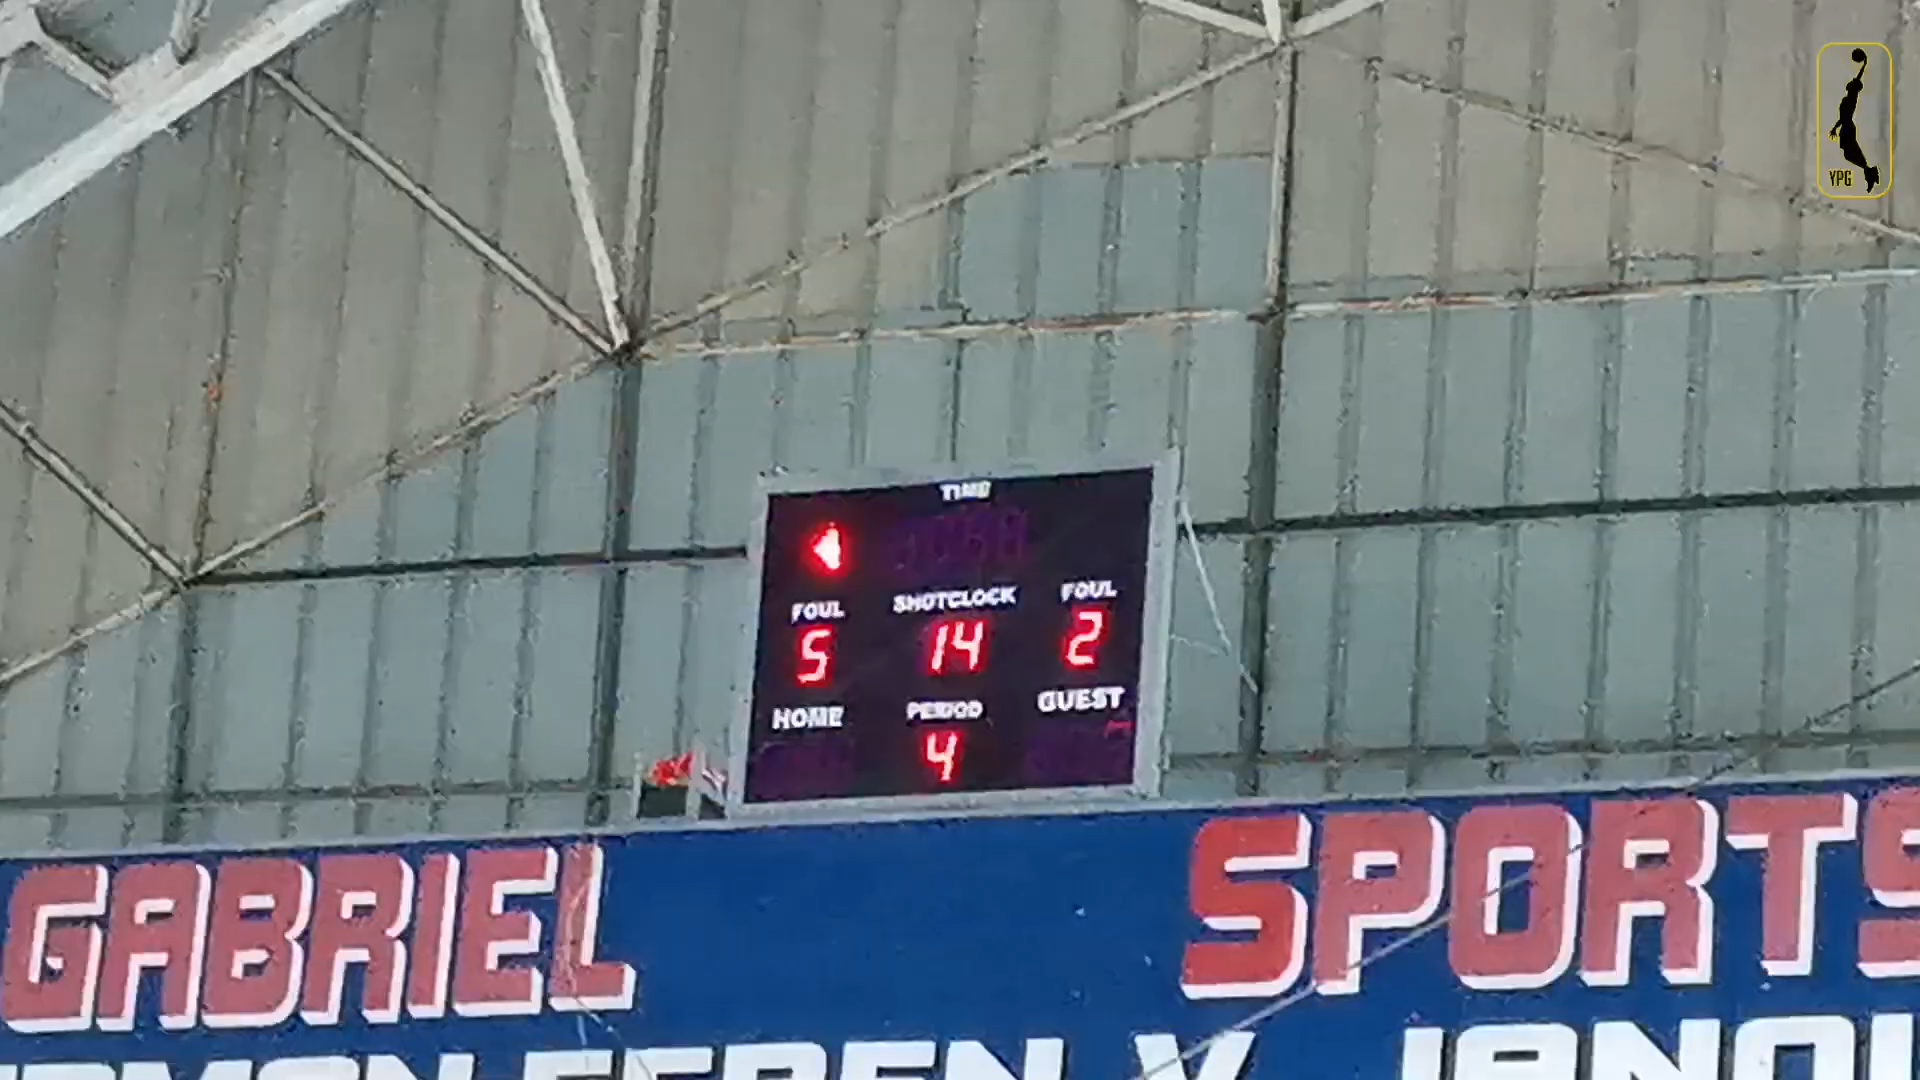 YPG
TIME
FOUL SHOTCLOCK FOUL
5 14 2
HOME PERIOD GUEST
4
GABRIEL SPORTS